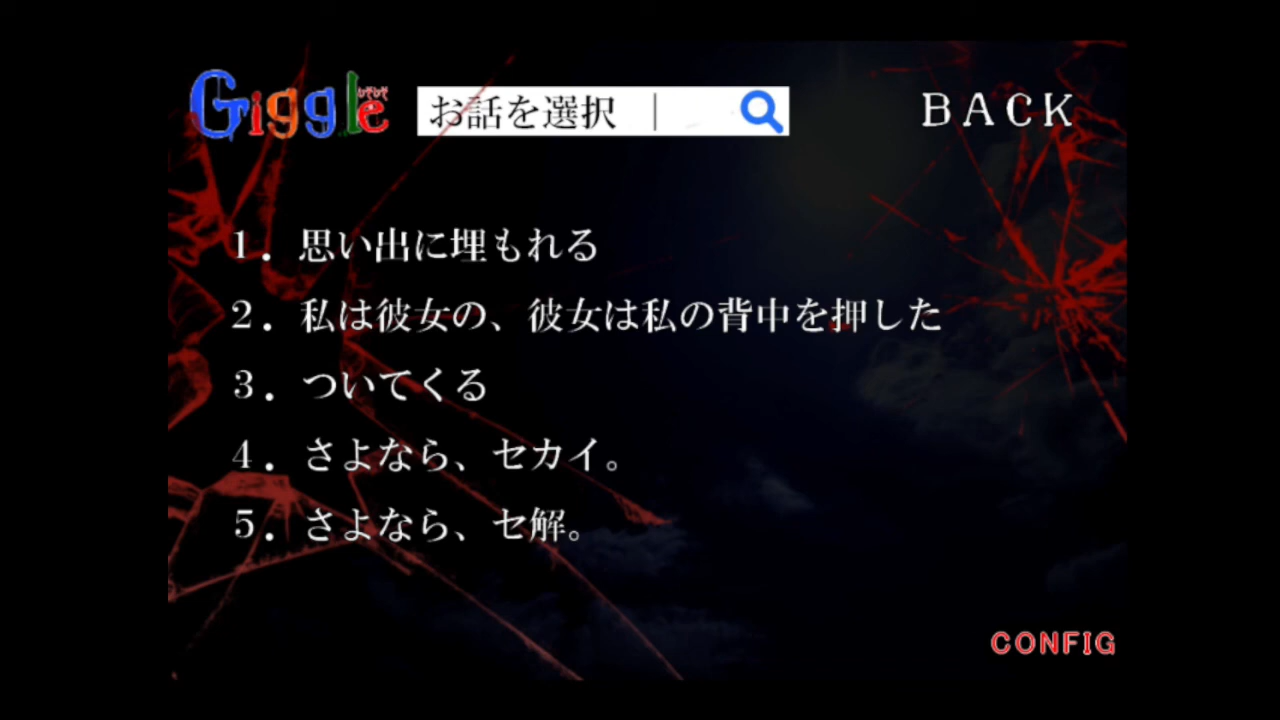 Giggle
お話を選択 |
BACK
1．思い出に埋もれる
2．私は彼女の、彼女は私の背中を押した
3．ついてくる
4．さよなら、セカイ。
5．さよなら、セ解。
CONFIG